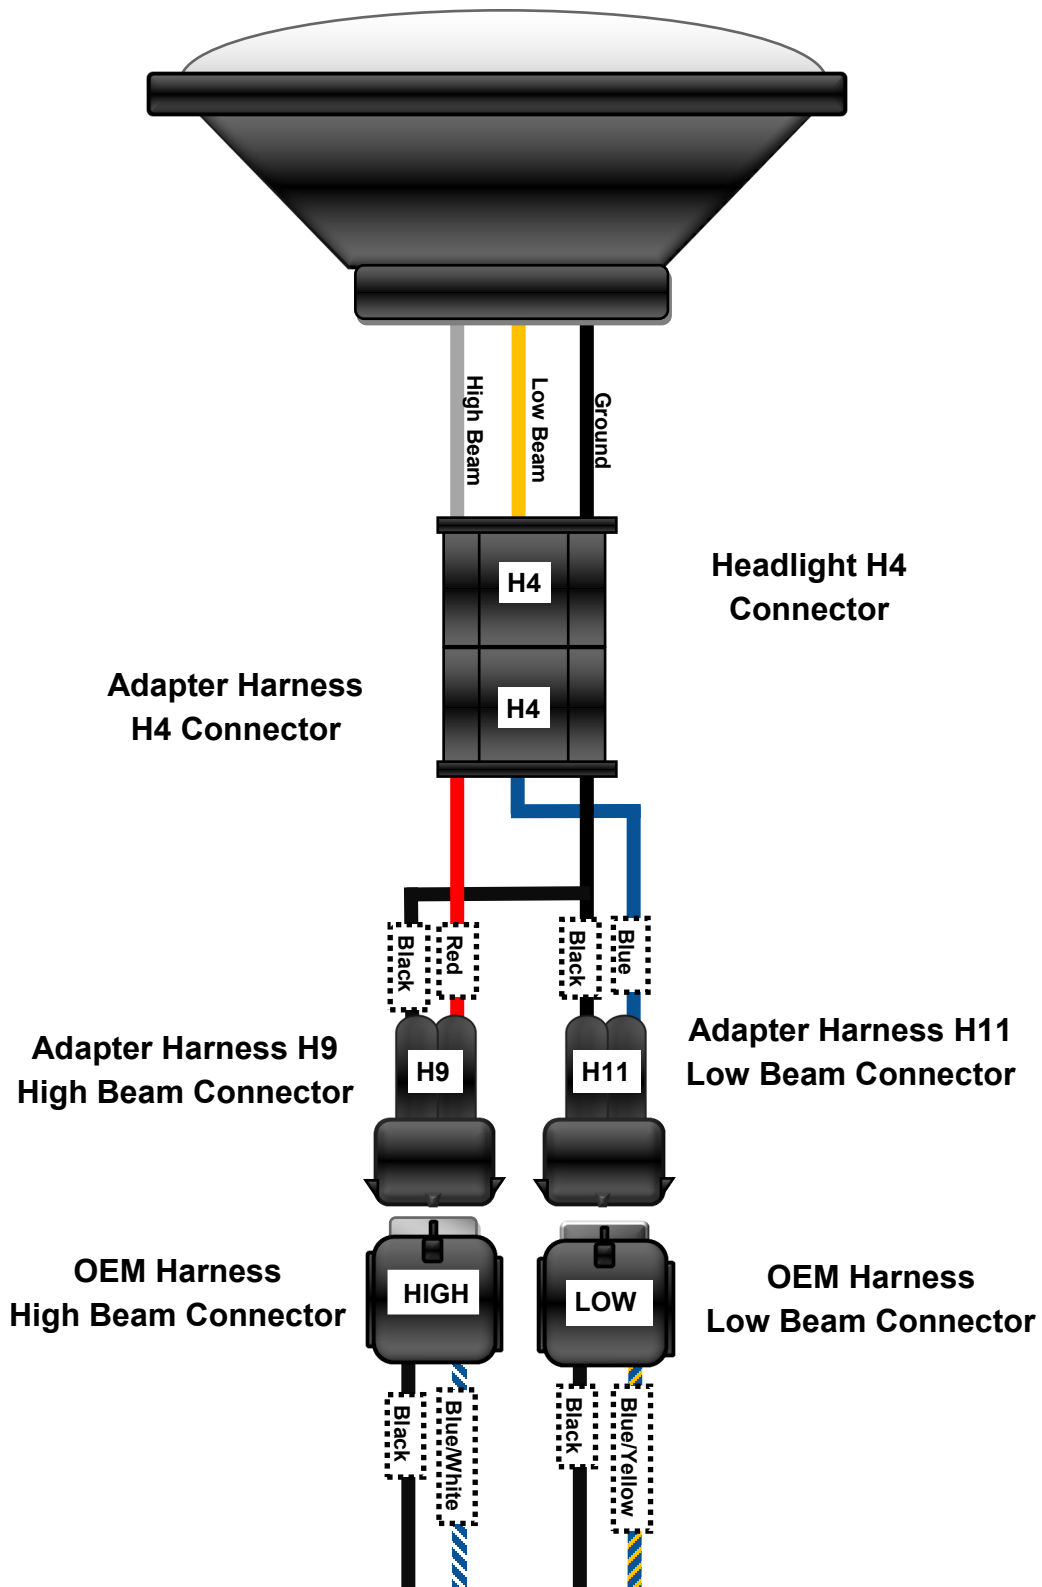 High Beam
Low Beam
Ground
H4
Headlight H4
Connector
H4
Adapter Harness
H4 Connector
Black
Red
Black
Blue
Adapter Harness H9
High Beam Connector
H9
H11
Adapter Harness H11
Low Beam Connector
OEM Harness
High Beam Connector
HIGH
LOW
OEM Harness
Low Beam Connector
Black
Blue/White
Black
Blue/Yellow